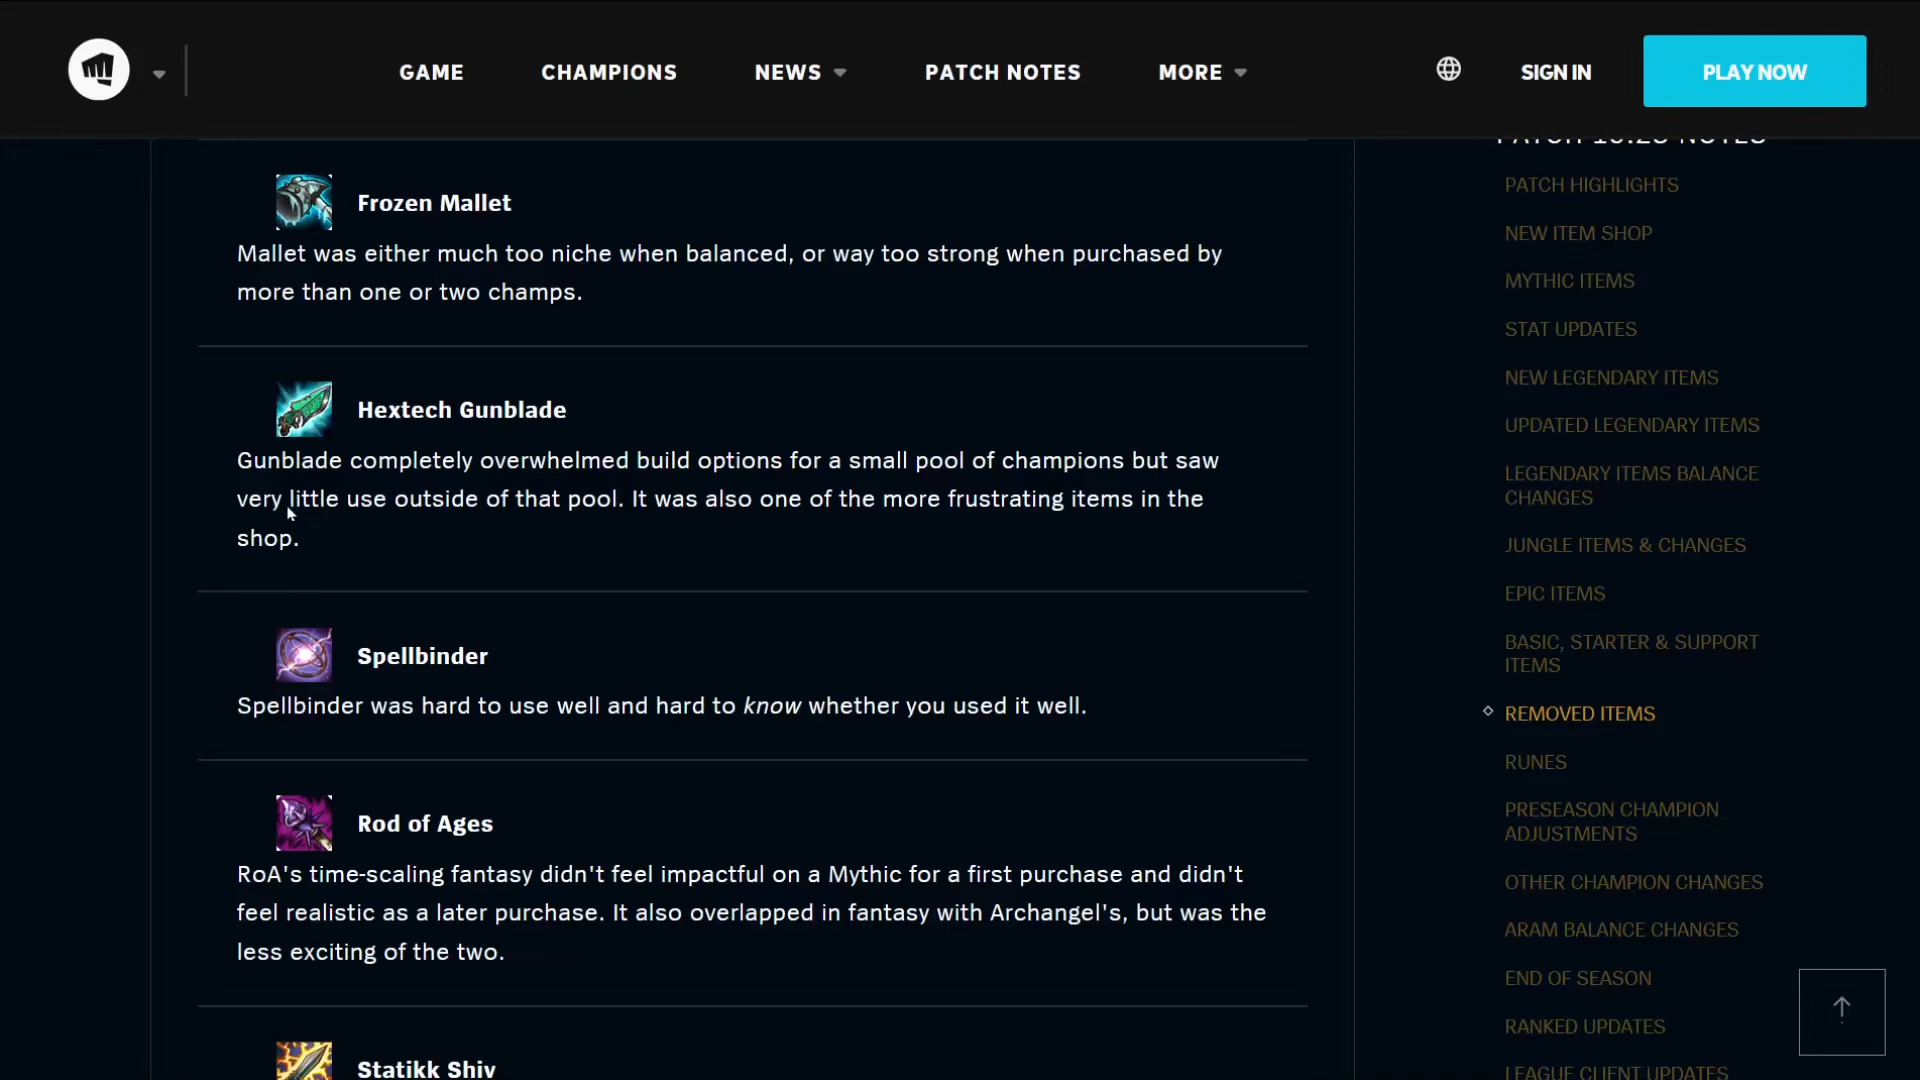 GAME
CHAMPIONS
NEWS
PATCH NOTES
MORE
SIGN IN
PLAY NOW
Frozen Mallet
Mallet was either much too niche when balanced, or way too strong when purchased by
more than one or two champs.
Hextech Gunblade
Gunblade completely overwhelmed build options for a small pool of champions but saw
very little use outside of that pool. It was also one of the more frustrating items in the
shop.
Spellbinder
Spellbinder was hard to use well and hard to know whether you used it well.
Rod of Ages
RoA's time-scaling fantasy didn't feel impactful on a Mythic for a first purchase and didn't
feel realistic as a later purchase. It also overlapped in fantasy with Archangel's, but was the
less exciting of the two.
Statikk Shiv
PATCH 10.23 NOTES
PATCH HIGHLIGHTS
NEW ITEM SHOP
MYTHIC ITEMS
STAT UPDATES
NEW LEGENDARY ITEMS
UPDATED LEGENDARY ITEMS
LEGENDARY ITEMS BALANCE
CHANGES
JUNGLE ITEMS & CHANGES
EPIC ITEMS
BASIC, STARTER & SUPPORT
ITEMS
REMOVED ITEMS
RUNES
PRESEASON CHAMPION
ADJUSTMENTS
OTHER CHAMPION CHANGES
ARAM BALANCE CHANGES
END OF SEASON
RANKED UPDATES
LEAGUE CLIENT UPDATES